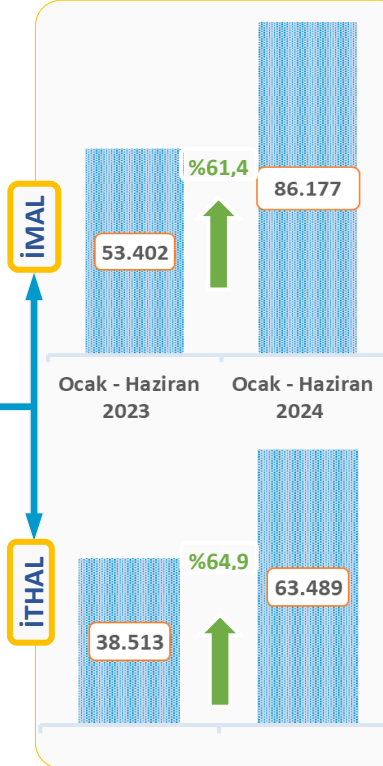 İMAL
%61,4
86.177
53.402
Ocak - Haziran
2023
Ocak - Haziran
2024
İTHAL
%64,9
63.489
38.513